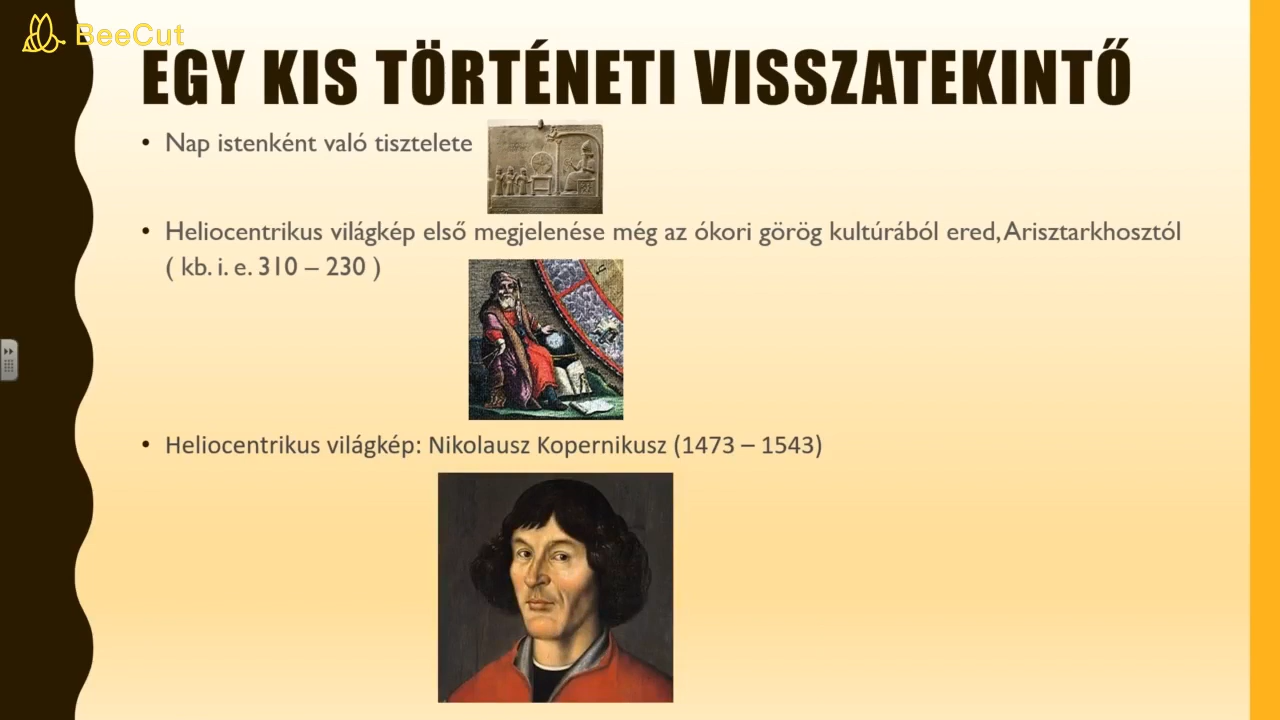 BeeCut
EGY KIS TÖRTÉNETI VISSZATEKINTŐ
• Nap istenként való tisztelete
• Heliocentrikus világkép első megjelenése még az ókori görög kultúrából ered, Arisztarkhosztól
( kb. i. e. 310 – 230 )
• Heliocentrikus világkép: Nikolausz Kopernikusz (1473 – 1543)